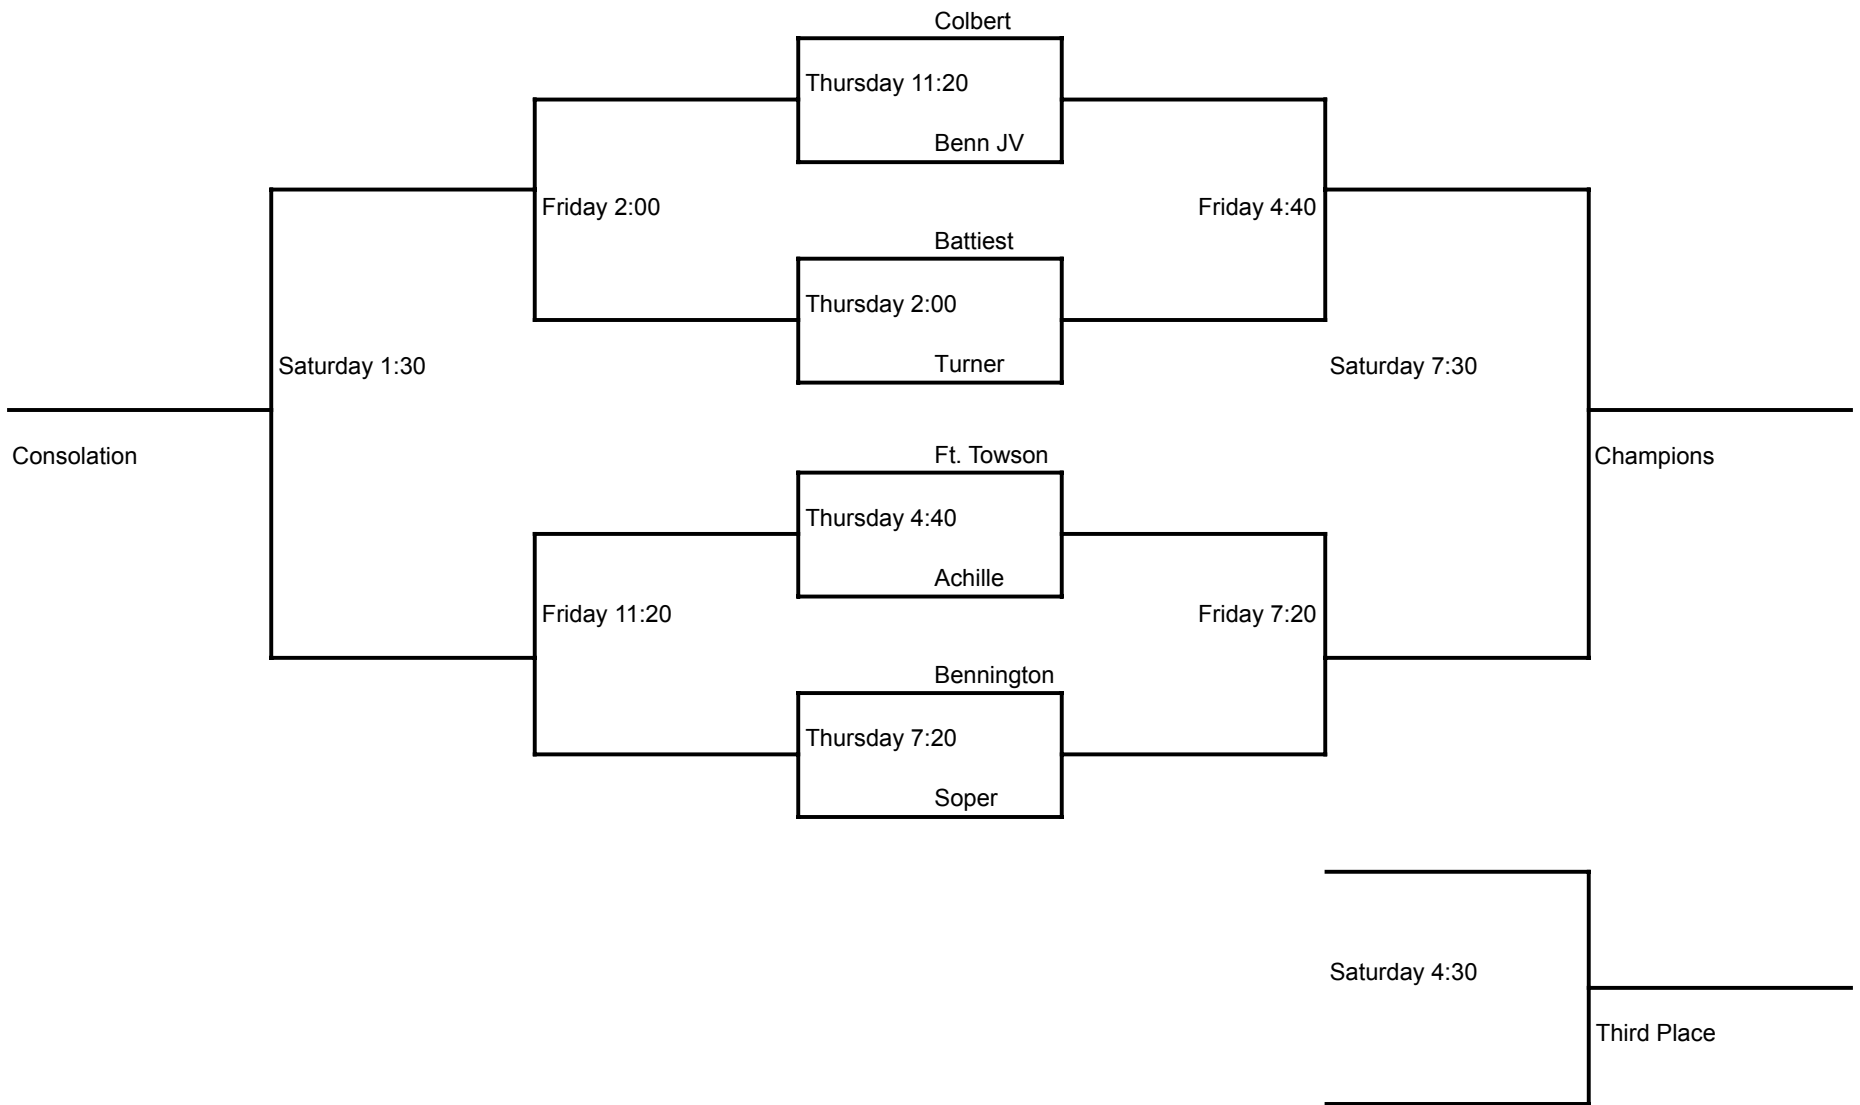 Colbert
Thursday 11:20
Benn JV
Friday 2:00
Friday 4:40
Battiest
Thursday 2:00
Turner
Saturday 1:30
Saturday 7:30
Consolation
Ft. Towson
Champions
Thursday 4:40
Achille
Friday 11:20
Friday 7:20
Bennington
Thursday 7:20
Soper
Saturday 4:30
Third Place